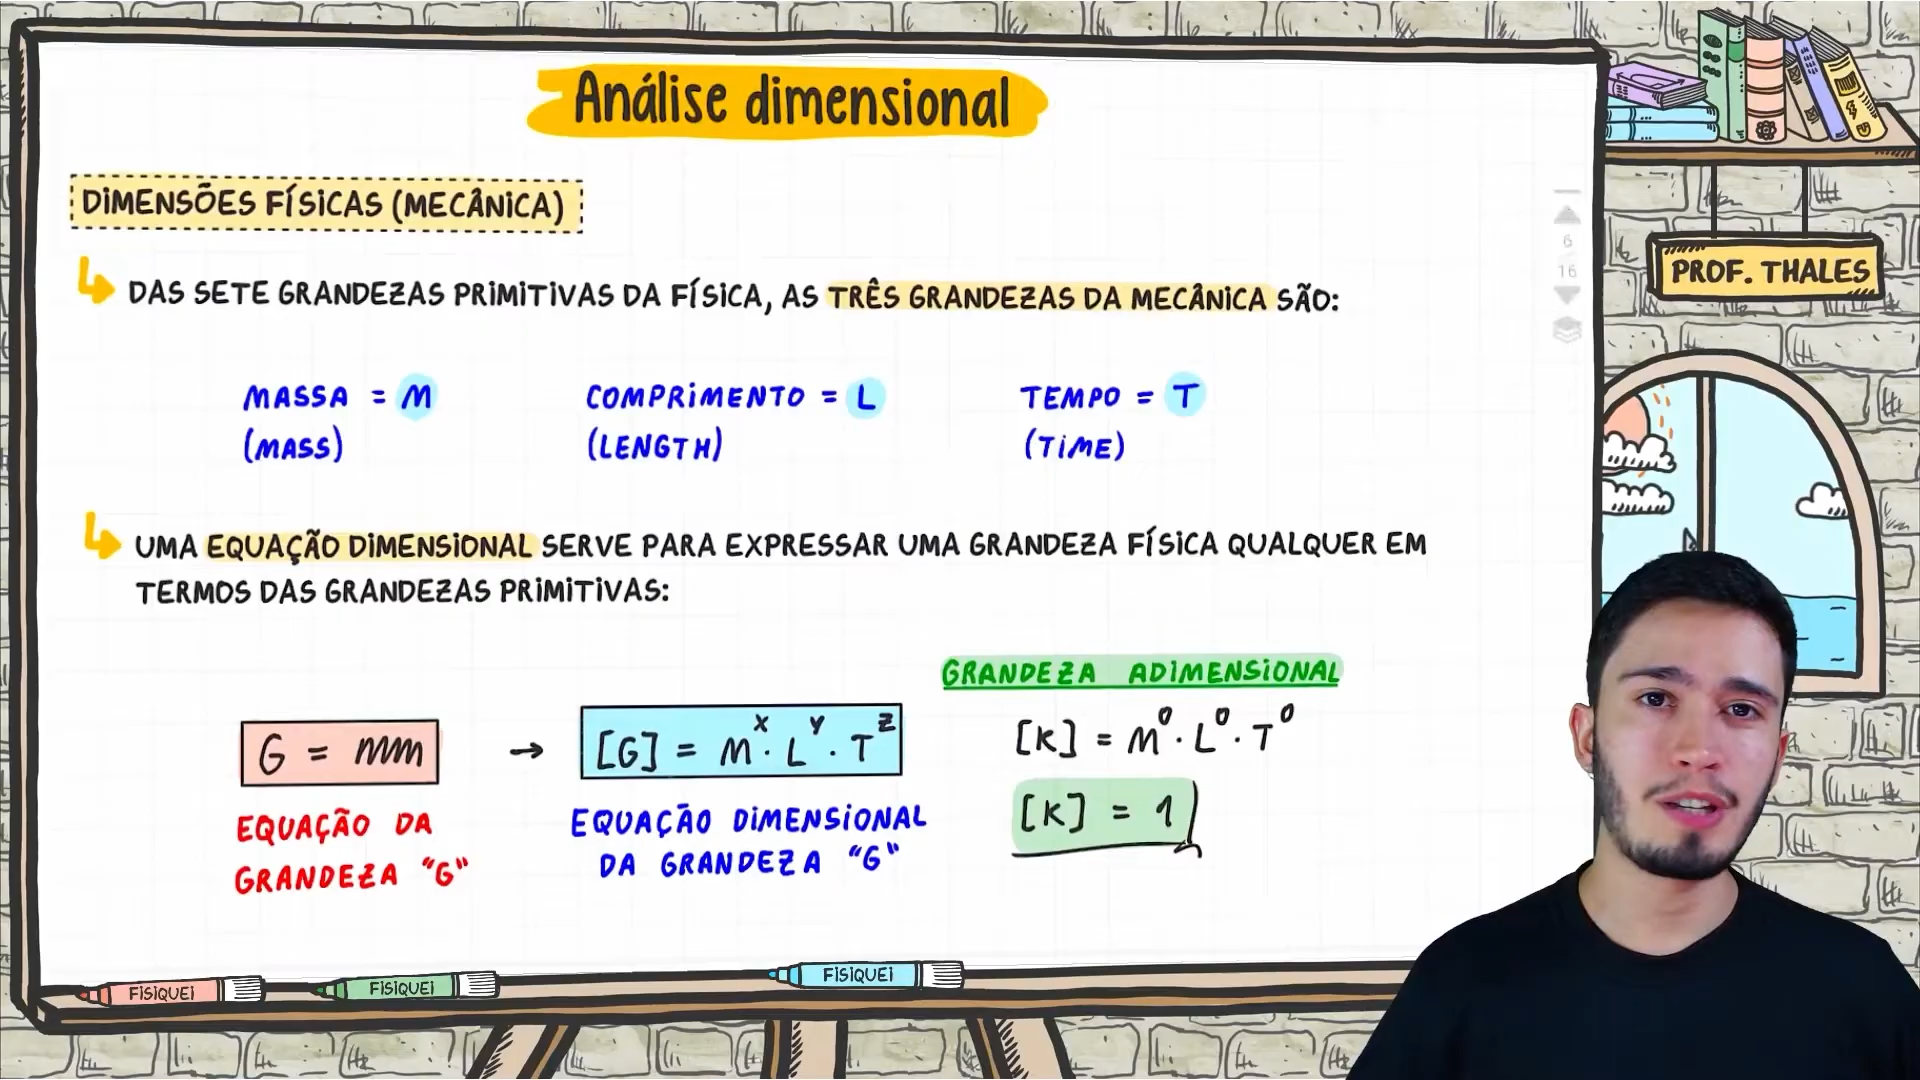 Análise dimensional
DIMENSÕES FÍSICAS (MECÂNICA)
DAS SETE GRANDEZAS PRIMITIVAS DA FÍSICA, AS TRÊS GRANDEZAS DA MECÂNICA SÃO:
MASSA = M
(MASS)
COMPRIMENTO = L
(LENGTH)
TEMPO = T
(TIME)
UMA EQUAÇÃO DIMENSIONAL SERVE PARA EXPRESSAR UMA GRANDEZA FÍSICA QUALQUER EM
TERMOS DAS GRANDEZAS PRIMITIVAS:
G = mm
EQUAÇÃO DA
GRANDEZA "G"
→
[G] = M^x · L^y · T^z
EQUAÇÃO DIMENSIONAL
DA GRANDEZA "G"
GRANDEZA ADIMENSIONAL
[K] = M^0 · L^0 · T^0
[K] = 1
6
16
PROF. THALES
FISIQUEI
FISIQUEI
FISIQUEI